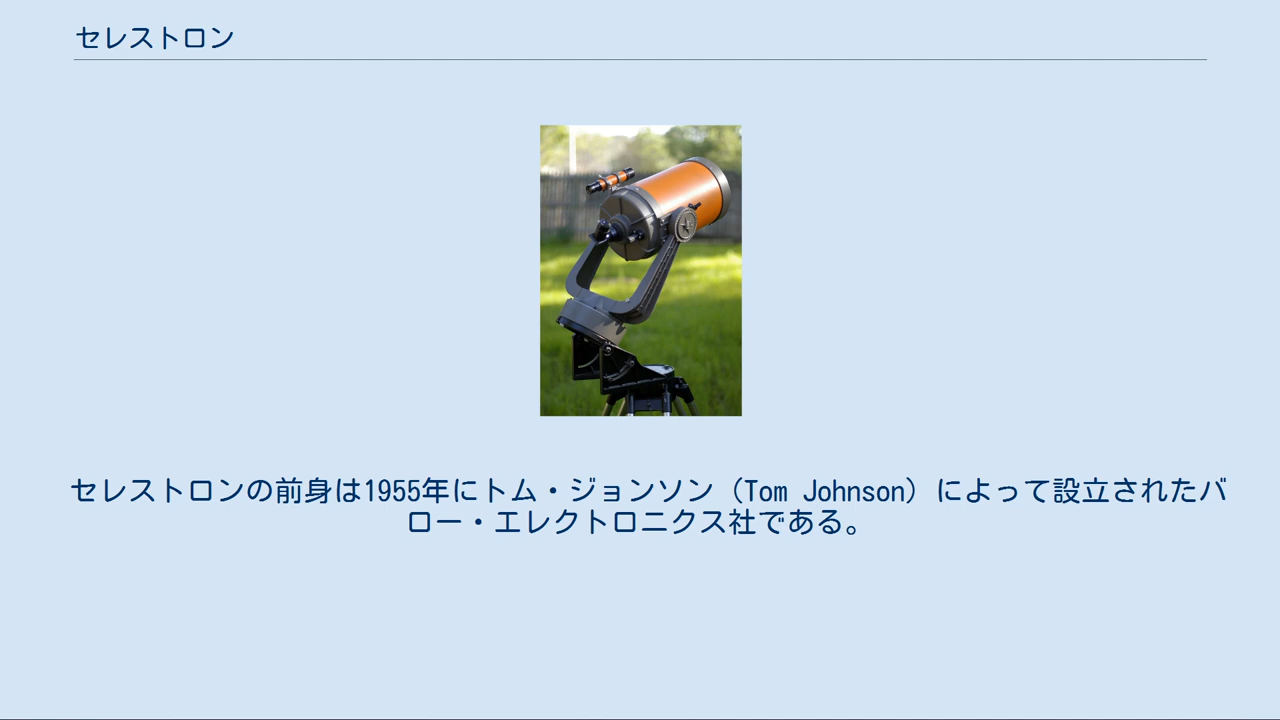 セレストロン
セレストロンの前身は1955年にトム・ジョンソン（Tom Johnson）によって設立されたバ
ロー・エレクトロニクス社である。